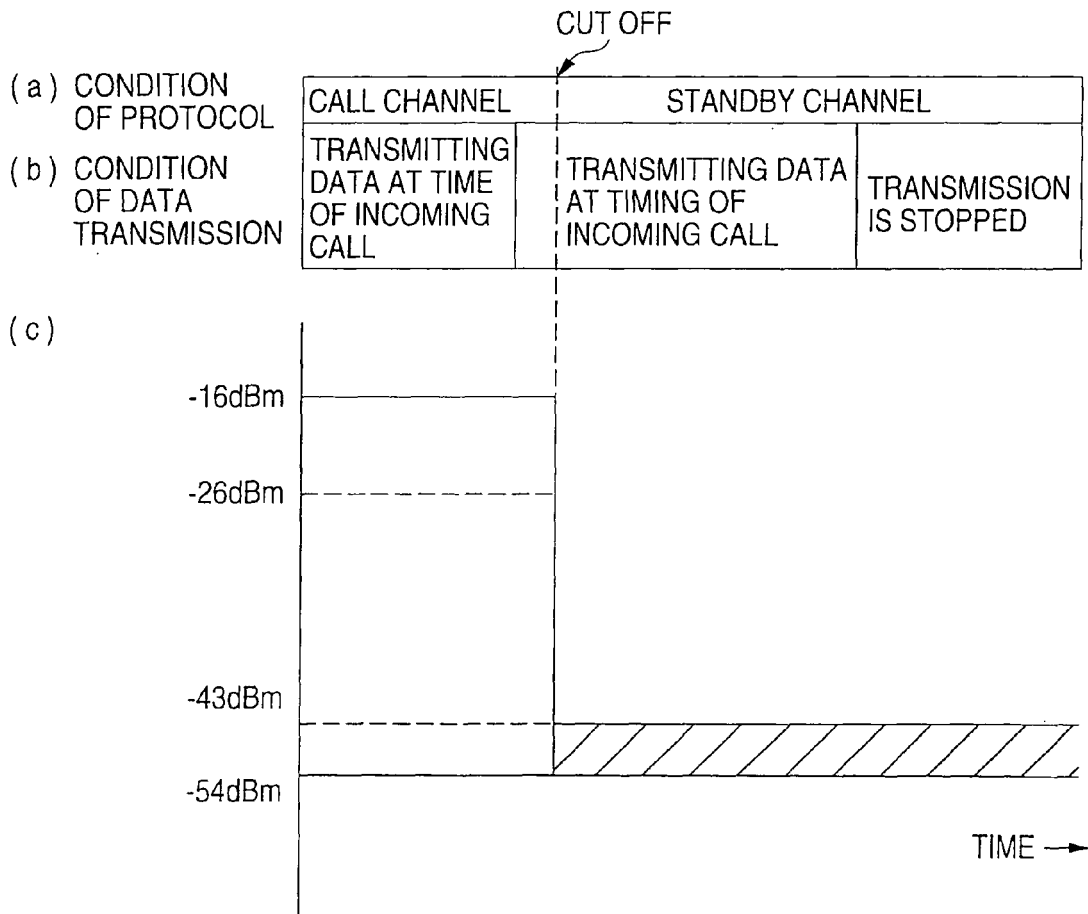 CUT OFF
(a) CONDITION
OF PROTOCOL
CALL CHANNEL
STANDBY CHANNEL
(b) CONDITION
OF DATA
TRANSMISSION
TRANSMITTING
DATA AT TIME
OF INCOMING
CALL
TRANSMITTING DATA
AT TIMING OF
INCOMING CALL
TRANSMISSION
IS STOPPED
(c)
-16dBm
-26dBm
-43dBm
-54dBm
TIME